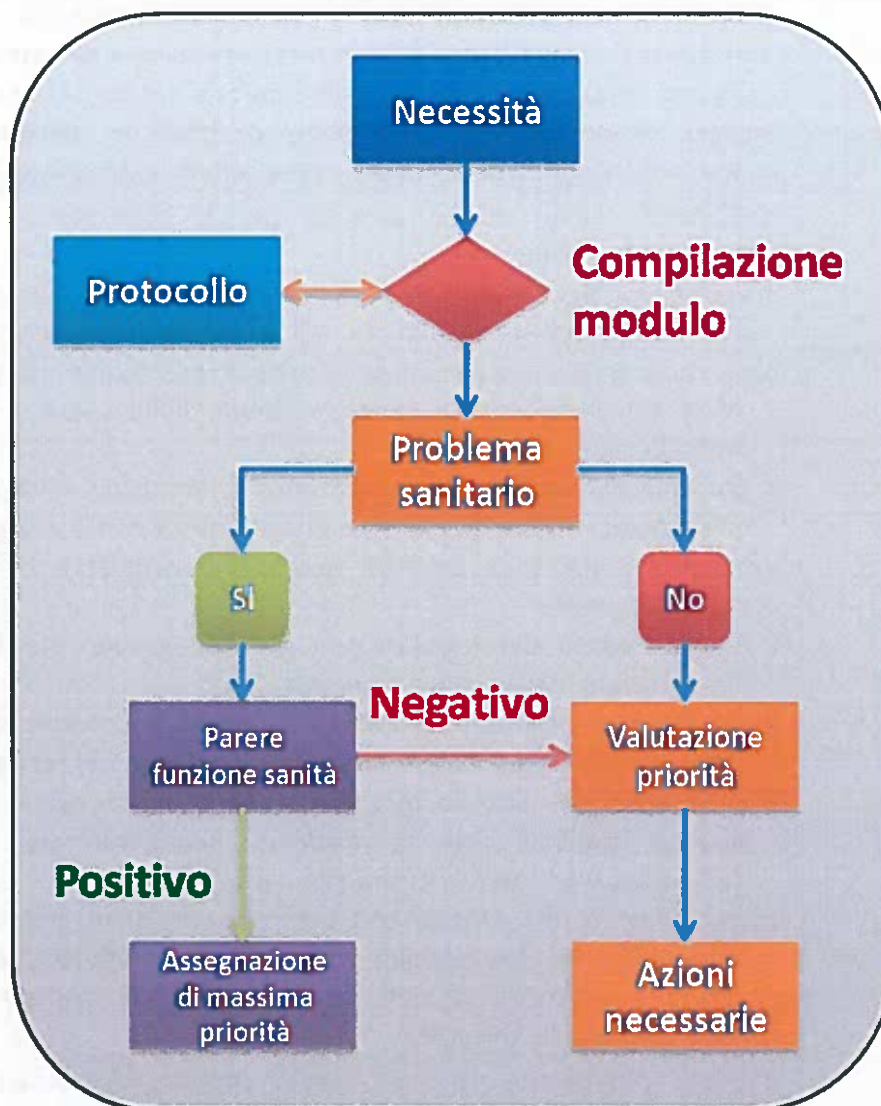 Necessità
Protocollo
Compilazione
modulo
Problema
sanitario
SI
No
Negativo
Parere
funzione sanità
Valutazione
priorità
Positivo
Assegnazione
di massima
priorità
Azioni
necessarie